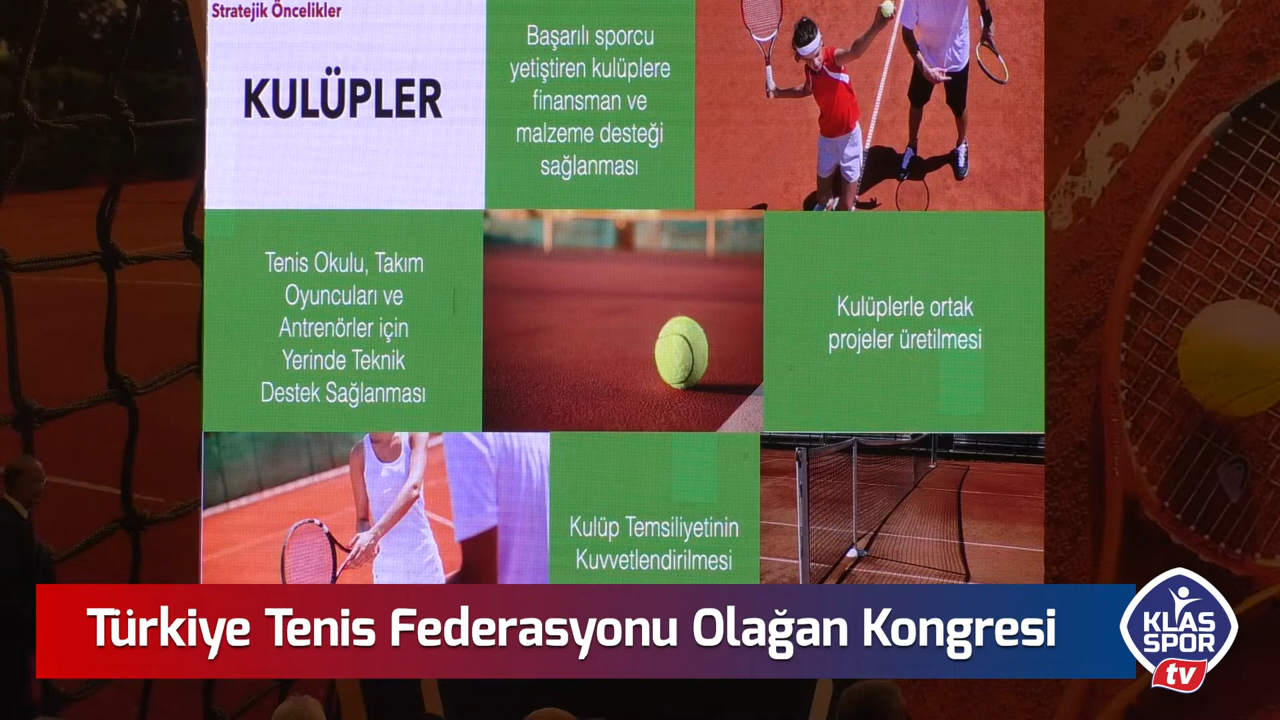 Stratejik Öncelikler
KULÜPLER
Başarılı sporcu
yetiştiren kulüplere
finansman ve
malzeme desteği
sağlanması
Tenis Okulu, Takım
Oyuncuları ve
Antrenörler için
Yerinde Teknik
Destek Sağlanması
Kulüplerle ortak
projeler üretilmesi
Kulüp Temsiliyetinin
Kuvvetlendirilmesi
Türkiye Tenis Federasyonu Olağan Kongresi
KLAS
SPOR
tv